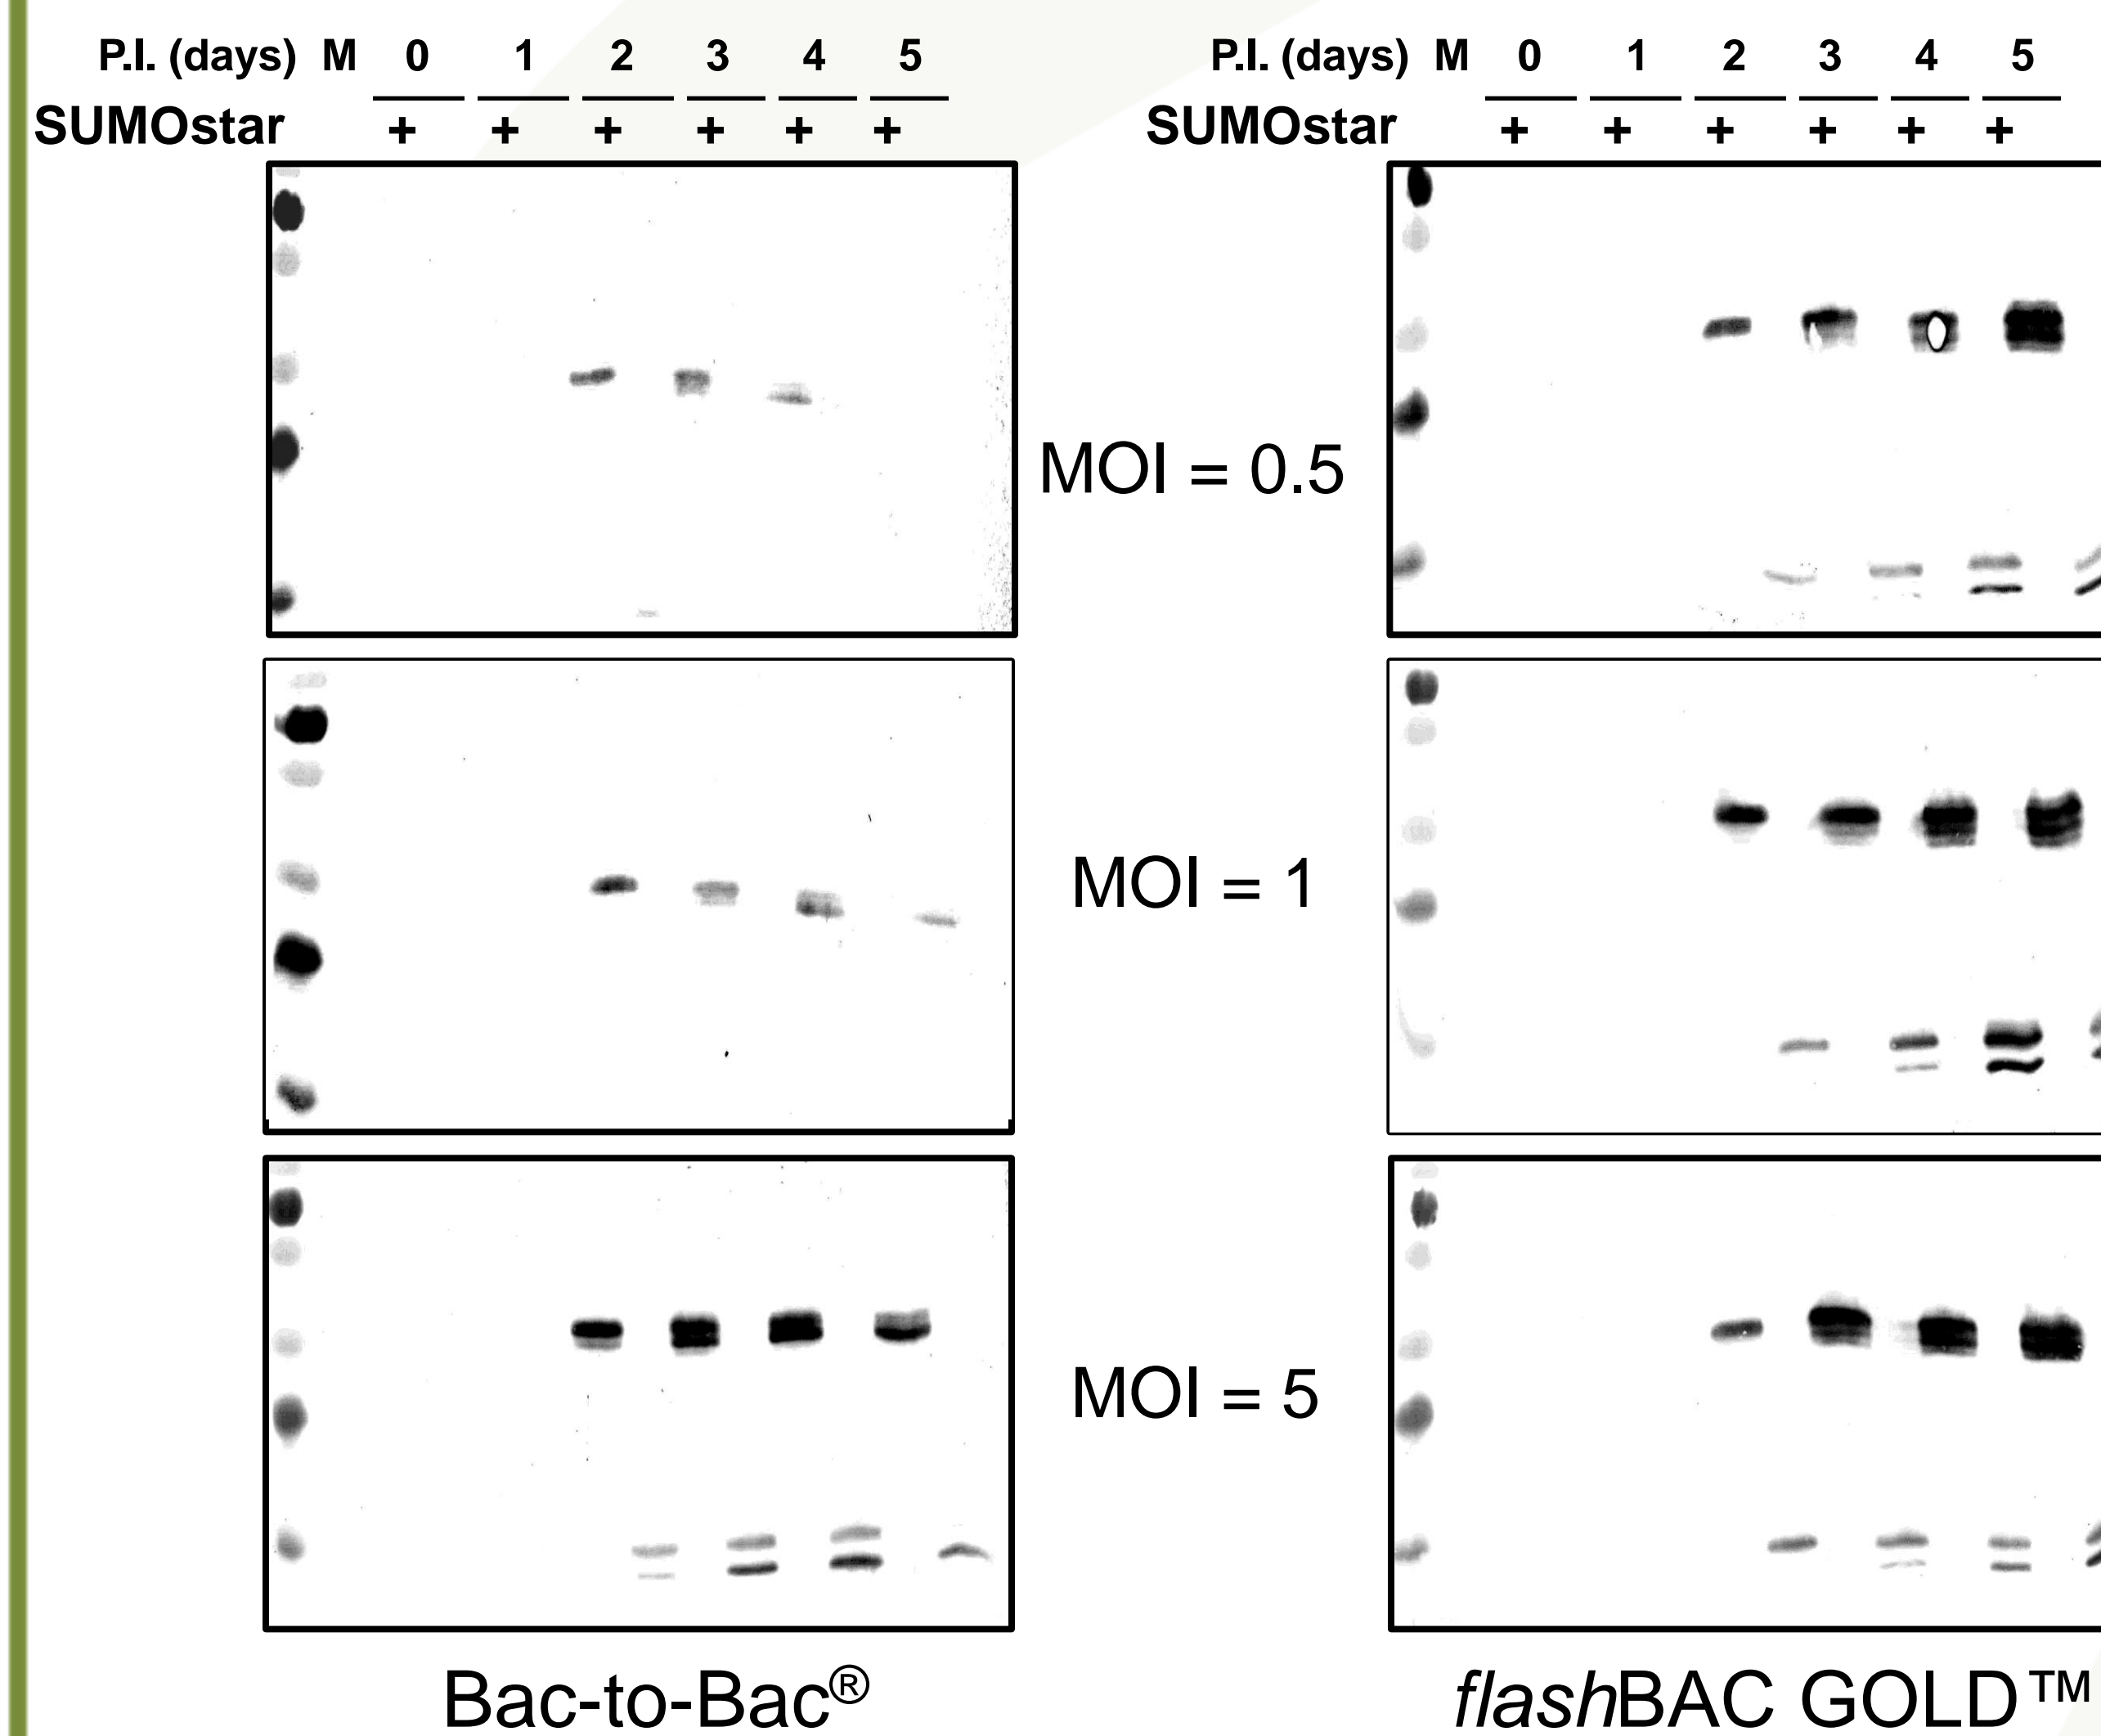 P.I. (days) M 0 1 2 3 4 5
SUMOstar + + + + + +
P.I. (days) M 0 1 2 3 4 5
SUMOstar + + + + + +
MOI = 0.5
MOI = 1
MOI = 5
Bac-to-Bac®
flashBAC GOLD™